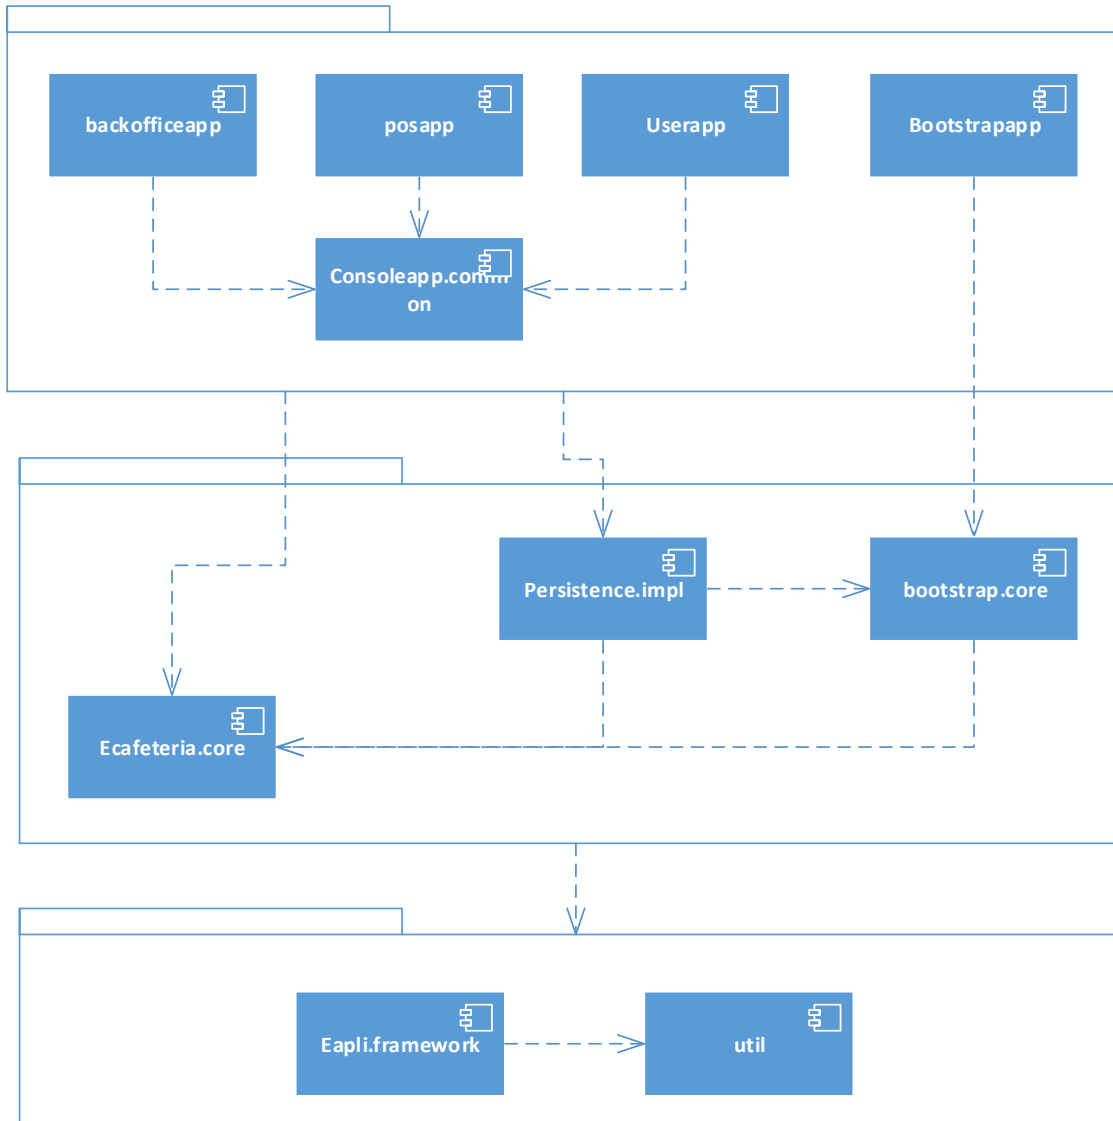 backofficeapp
posapp
Userapp
Bootstrapapp
Consoleapp.comm
on
Persistence.impl
bootstrap.core
Ecafeteria.core
Eapli.framework
util